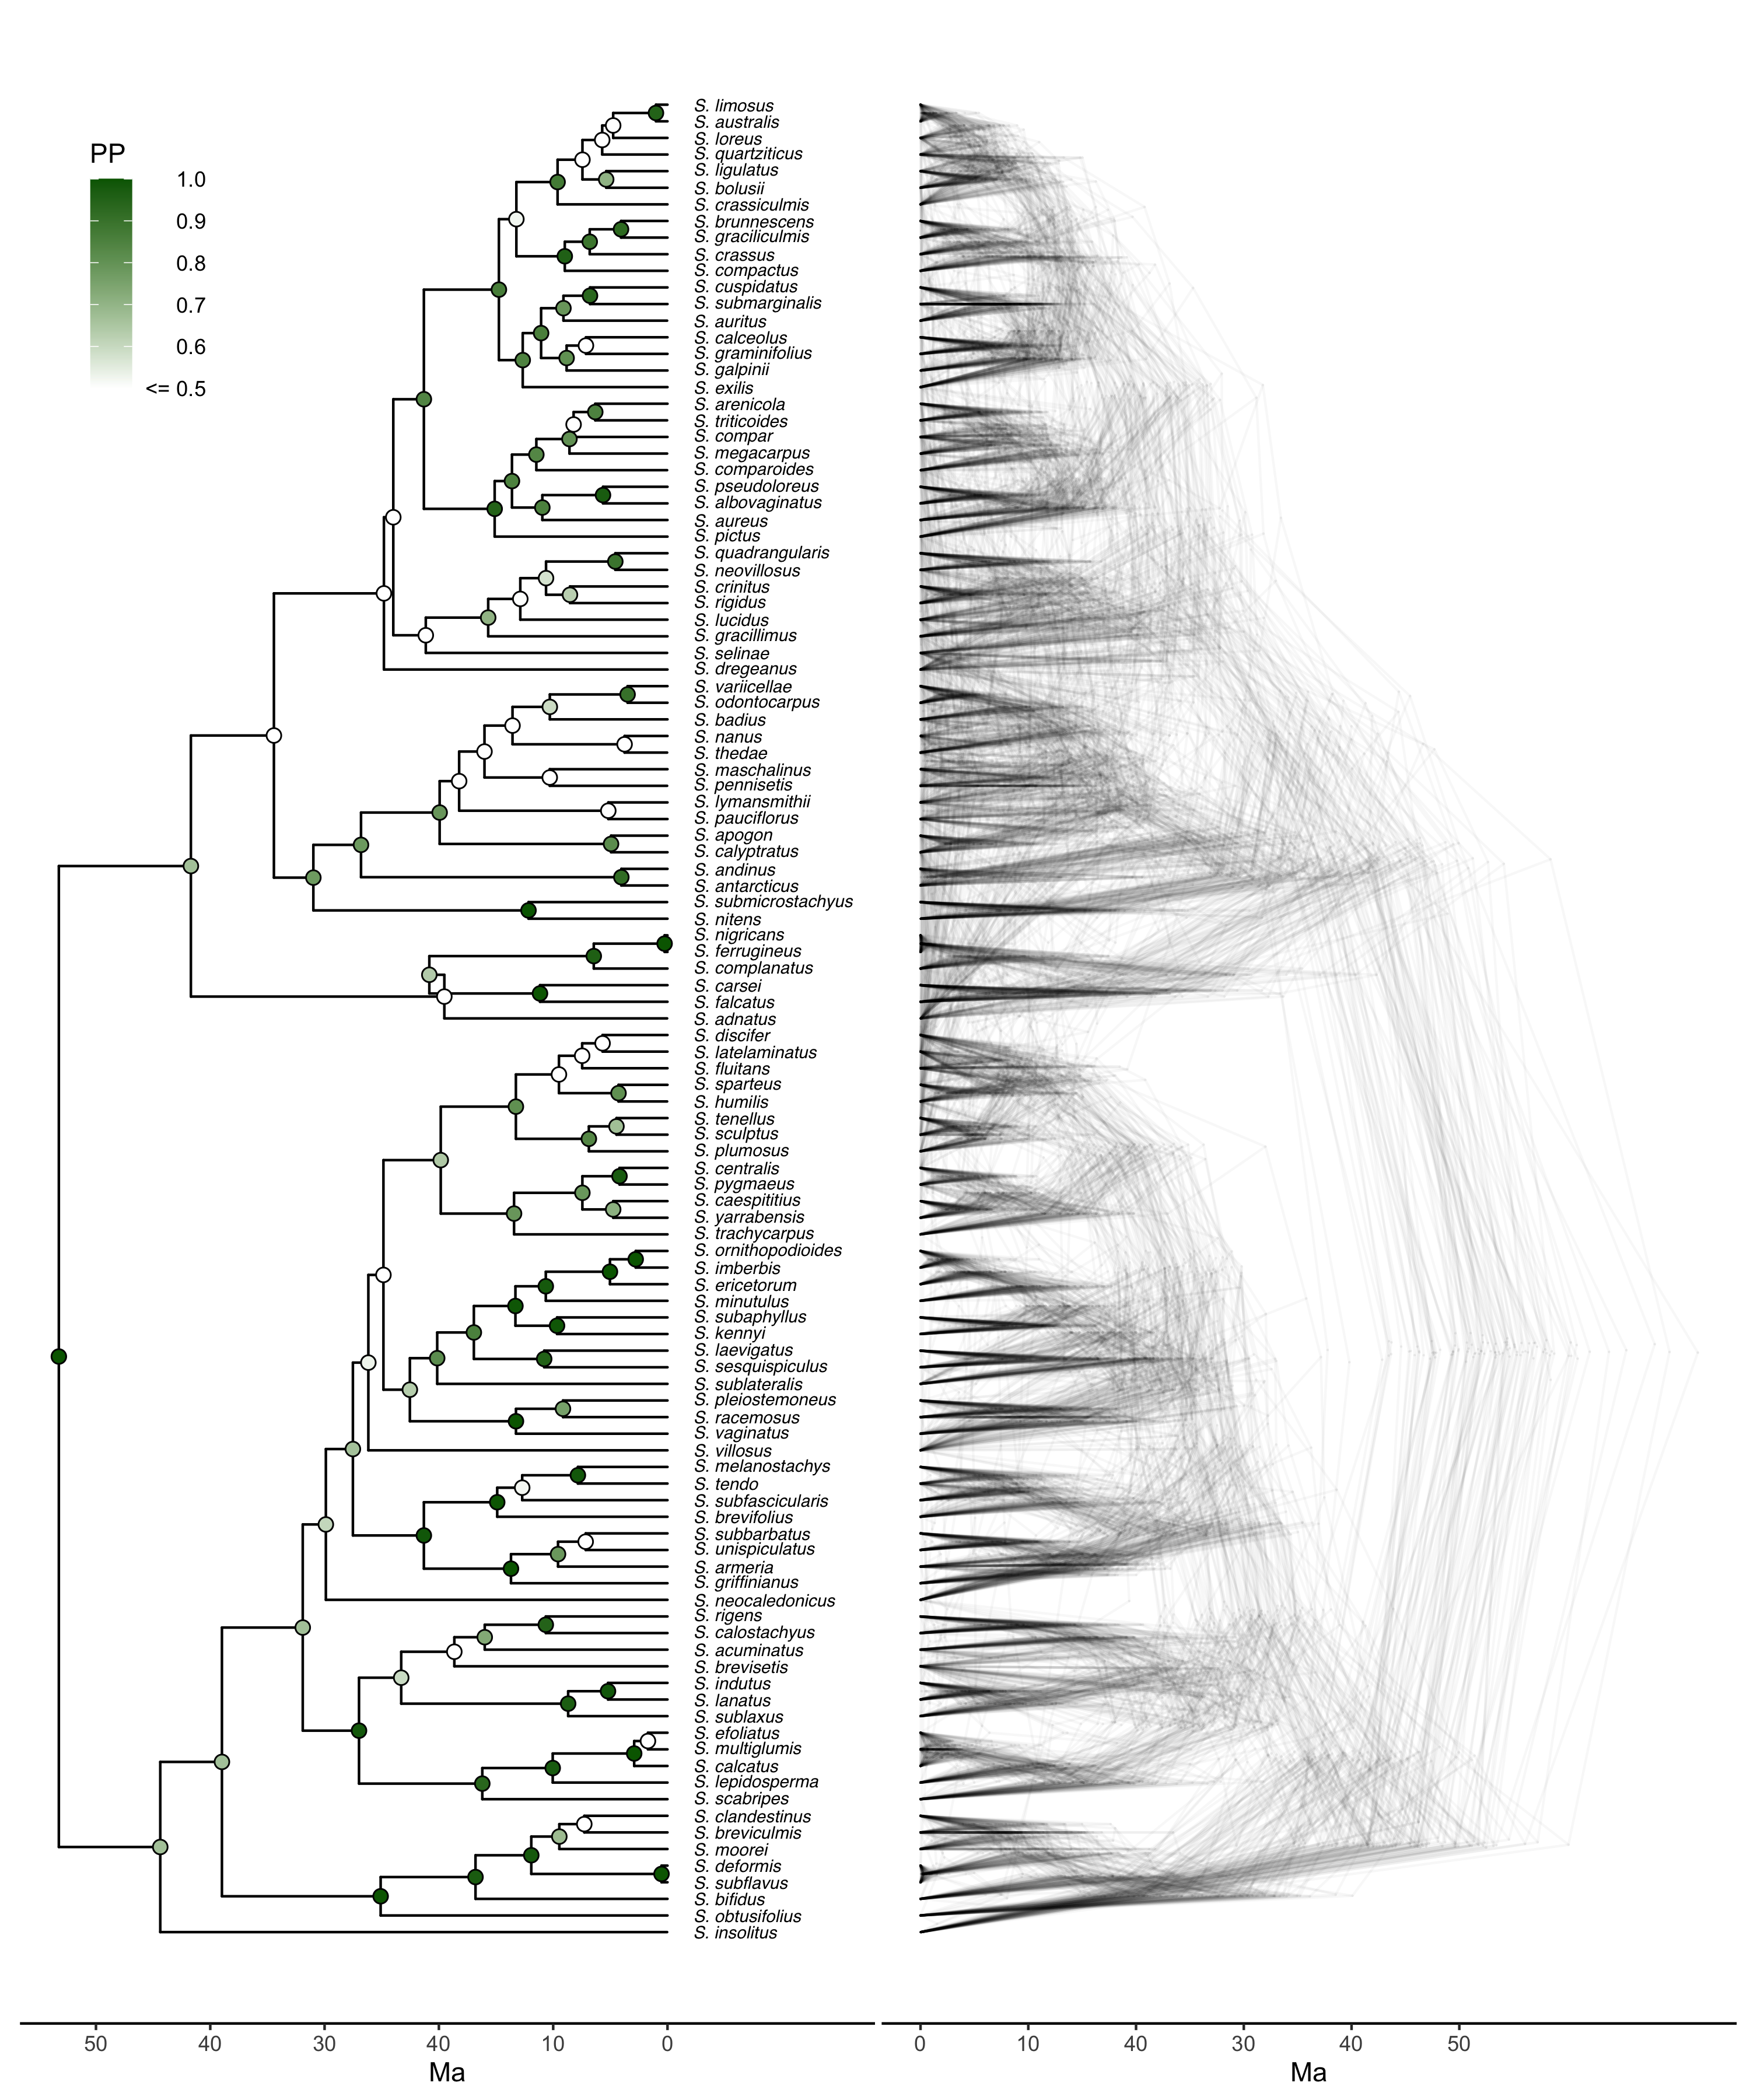 PP
1.0
0.9
0.8
0.7
0.6
<= 0.5
S. limosus
S. australis
S. loreus
S. quartziticus
S. ligulatus
S. bolusii
S. crassiculmis
S. brunnescens
S. graciliculmis
S. crassus
S. compactus
S. cuspidatus
S. submarginalis
S. auritus
S. calceolus
S. graminifolius
S. galpinii
S. exilis
S. arenicola
S. triticoides
S. compar
S. megacarpus
S. comparoides
S. pseudoloreus
S. albovaginatus
S. aureus
S. pictus
S. quadrangularis
S. neovillosus
S. crinitus
S. rigidus
S. lucidus
S. gracillimus
S. selinae
S. dregeanus
S. variicellae
S. odontocarpus
S. badius
S. nanus
S. thedae
S. maschalinus
S. pennisetis
S. lymansmithii
S. pauciflorus
S. apogon
S. calyptratus
S. andinus
S. antarcticus
S. submicrostachyus
S. nitens
S. nigricans
S. ferrugineus
S. complanatus
S. carsei
S. falcatus
S. adnatus
S. discifer
S. latelaminatus
S. fluitans
S. sparteus
S. humilis
S. tenellus
S. sculptus
S. plumosus
S. centralis
S. pygmaeus
S. caespititius
S. yarrabensis
S. trachycarpus
S. ornithopodioides
S. imberbis
S. ericetorum
S. minutulus
S. subaphyllus
S. kennyi
S. laevigatus
S. sesquispiculus
S. sublateralis
S. pleiostemoneus
S. racemosus
S. vaginatus
S. villosus
S. melanostachys
S. tendo
S. subfascicularis
S. brevifolius
S. subbarbatus
S. unispiculatus
S. armeria
S. griffinianus
S. neocaledonicus
S. rigens
S. calostachyus
S. acuminatus
S. brevisetis
S. indutus
S. lanatus
S. sublaxus
S. efoliatus
S. multiglumis
S. calcatus
S. lepidosperma
S. scabripes
S. clandestinus
S. breviculmis
S. moorei
S. deformis
S. subflavus
S. bifidus
S. obtusifolius
S. insolitus
50 40 30 40 10 0
Ma
0 10 40 30 40 50
Ma